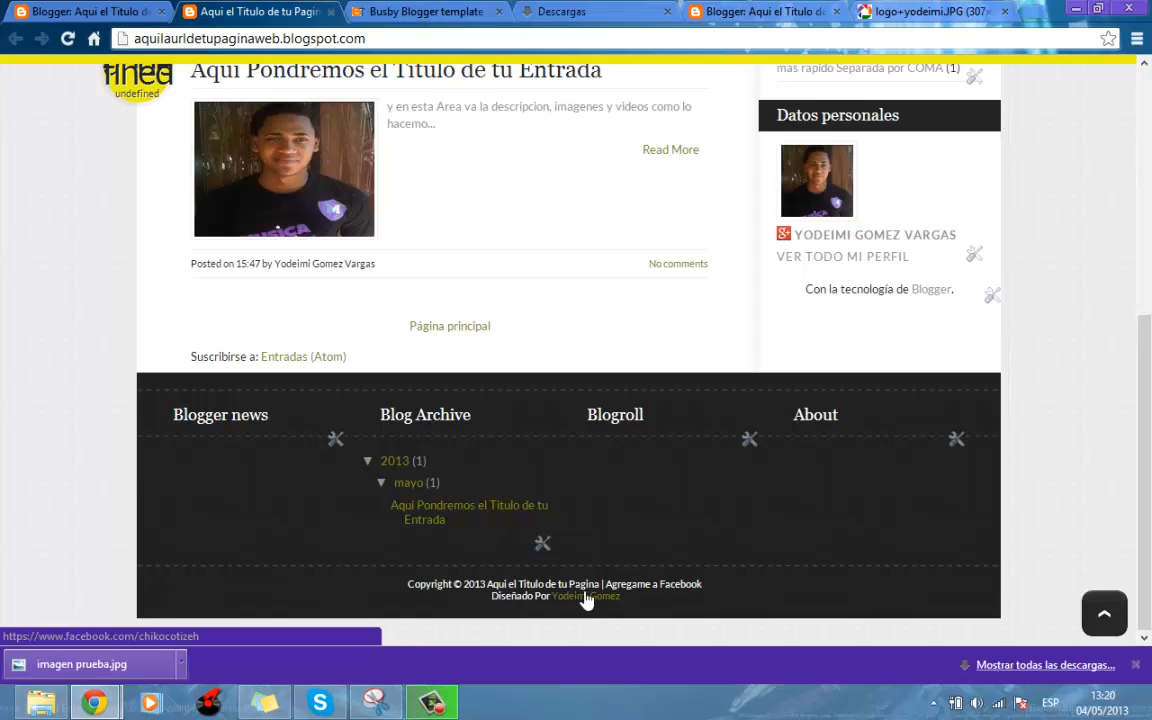 Blogger: Aqui el Titulo d
Aqui el Titulo de tu Pagin
Busby Blogger template
Descargas
Blogger: Aqui el Titulo de
logo+yodeimi.JPG (307×
aquilaurldetupaginaweb.blogspot.com
fined
undefined
Aqui Pondremos el Titulo de tu Entrada
y en esta Area va la descripcion, imagenes y videos como lo
hacemo...
Read More
Posted on 15:47 by Yodeimi Gomez Vargas
No comments
Página principal
Suscribirse a: Entradas (Atom)
mas rapido Separada por COMA (1)
Datos personales
YODEIMI GOMEZ VARGAS
VER TODO MI PERFIL
Con la tecnología de Blogger.
Blogger news
Blog Archive
Blogroll
About
▼ 2013 (1)
▼ mayo (1)
Aqui Pondremos el Titulo de tu
Entrada
Copyright © 2013 Aqui el Titulo de tu Pagina | Agregame a Facebook
Diseñado Por Yodeimi Gomez
https://www.facebook.com/chikocotizeh
imagen prueba.jpg
Mostrar todas las descargas...
ESP
13:20
04/05/2013